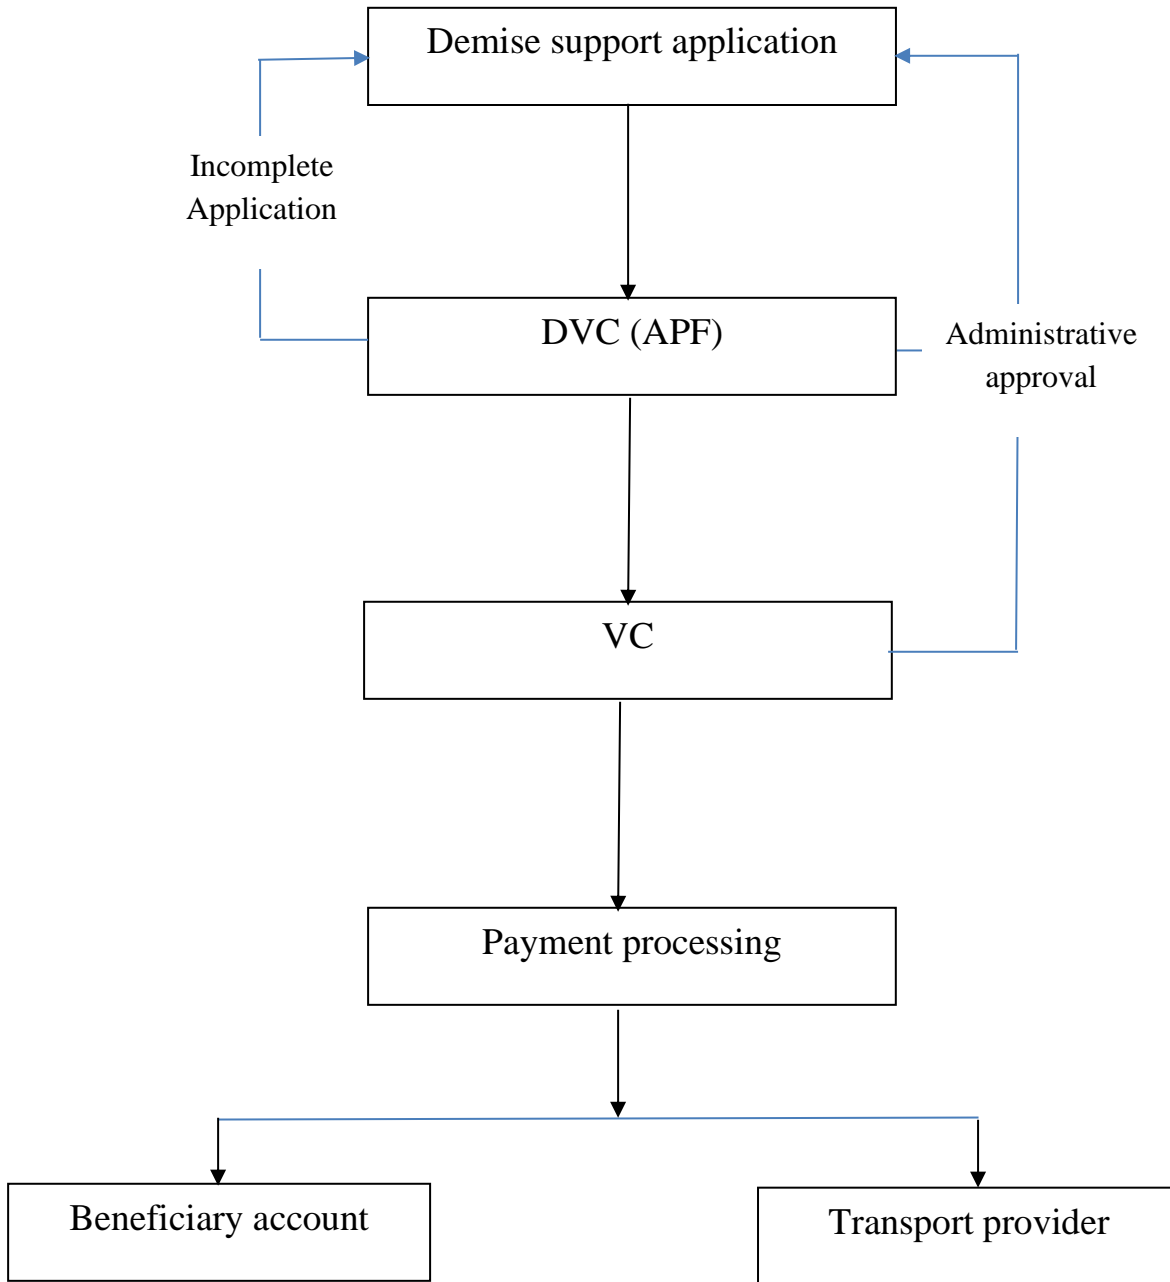 Demise support application
Incomplete
Application
DVC (APF)
Administrative
approval
VC
Payment processing
Beneficiary account
Transport provider